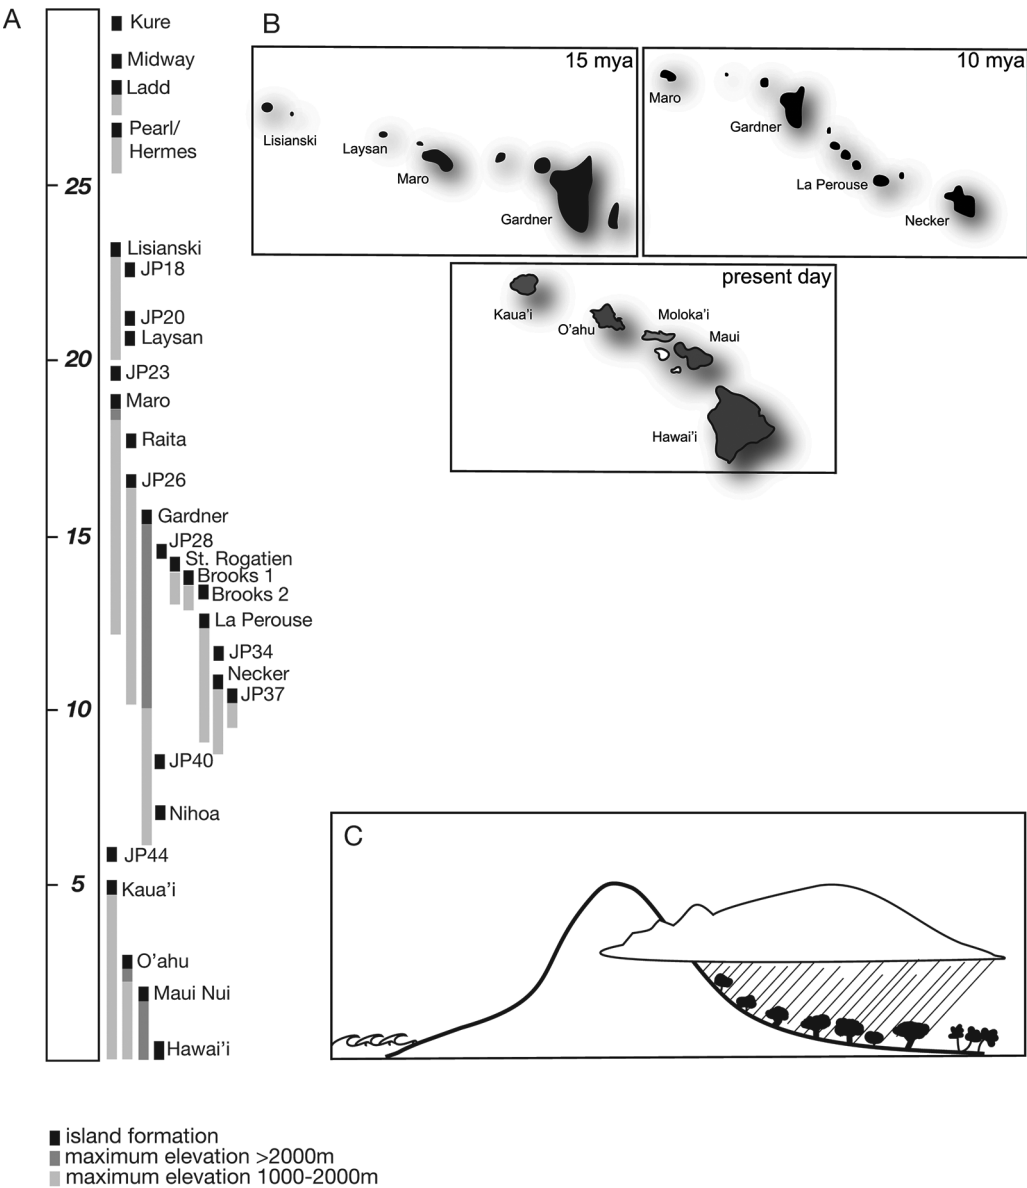 A
Kure
Midway
Ladd
Pearl/
Hermes
25
Lisianski
JP18
JP20
Laysan
20
JP23
Maro
Raita
JP26
Gardner
15
JP28
St. Rogatien
Brooks 1
Brooks 2
La Perouse
JP34
Necker
JP37
10
JP40
Nihoa
JP44
5
Kaua'i
O'ahu
Maui Nui
Hawai'i
island formation
maximum elevation >2000m
maximum elevation 1000-2000m
B
15 mya
Lisianski
Laysan
Maro
Gardner
10 mya
Maro
Gardner
La Perouse
Necker
present day
Kaua'i
O'ahu
Moloka'i
Maui
Hawai'i
C